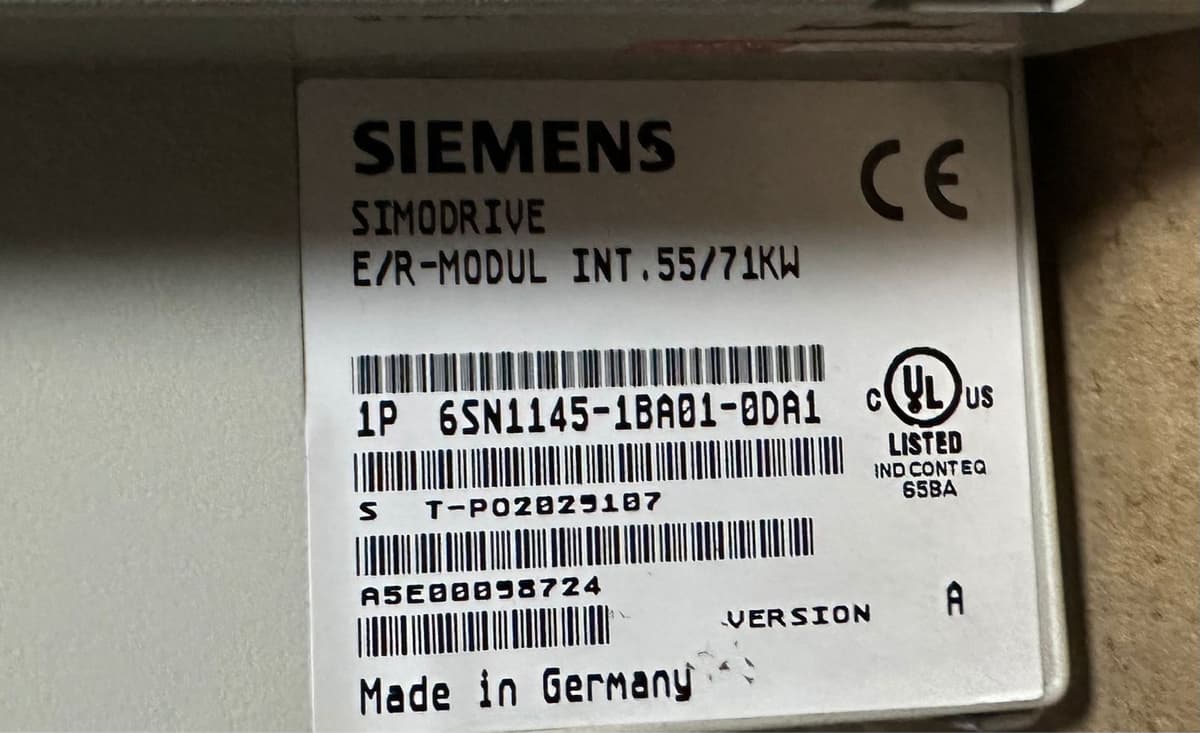 SIEMENS
CE
SIMODRIVE
E/R-MODUL INT.55/71KW
1P 6SN1145-1BA01-0DA1
C UL US
LISTED
IND CONT EQ
65BA
S T-PO2029107
A5E00098724
VERSION A
Made in Germany